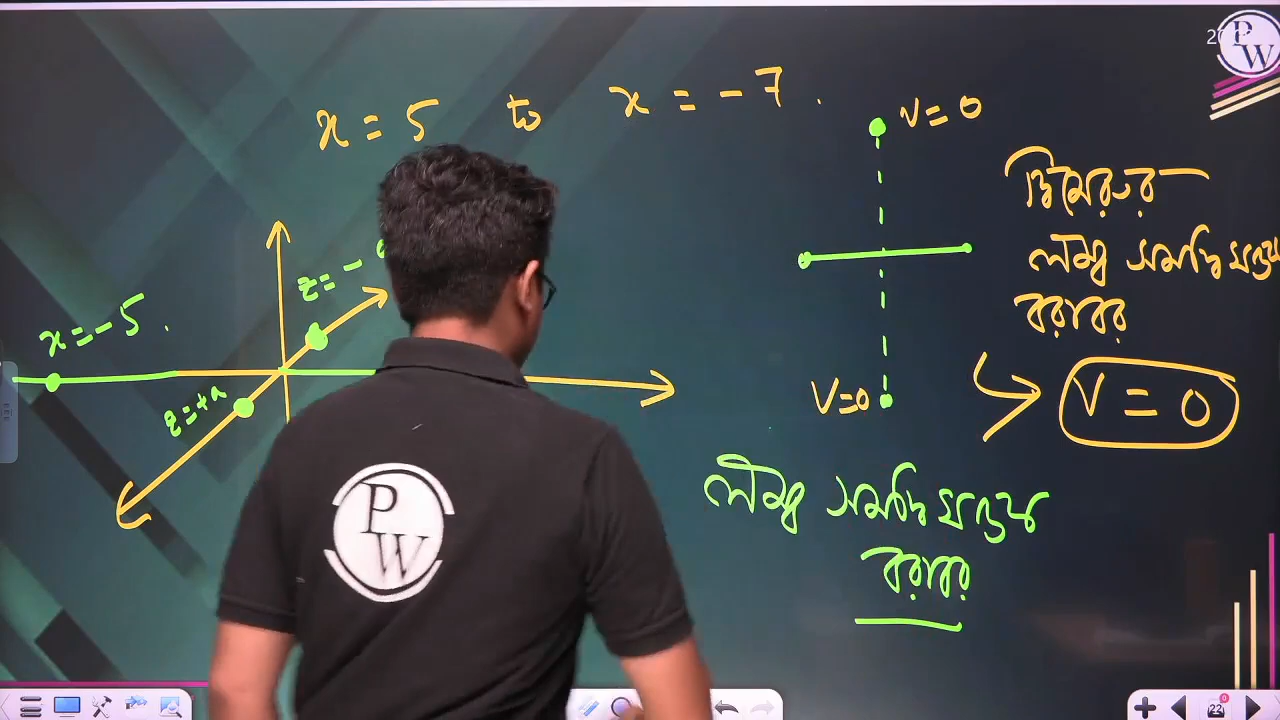 x = 5 to x = -7.
V = 0
দ্বিমেরুর
লম্ব সমদ্বিখণ্ডক
বরাবর
V = 0
z = -
x = -5.
z = +a
V = 0
লম্ব সমদ্বিখণ্ডক
বরাবর
PW
PW
22